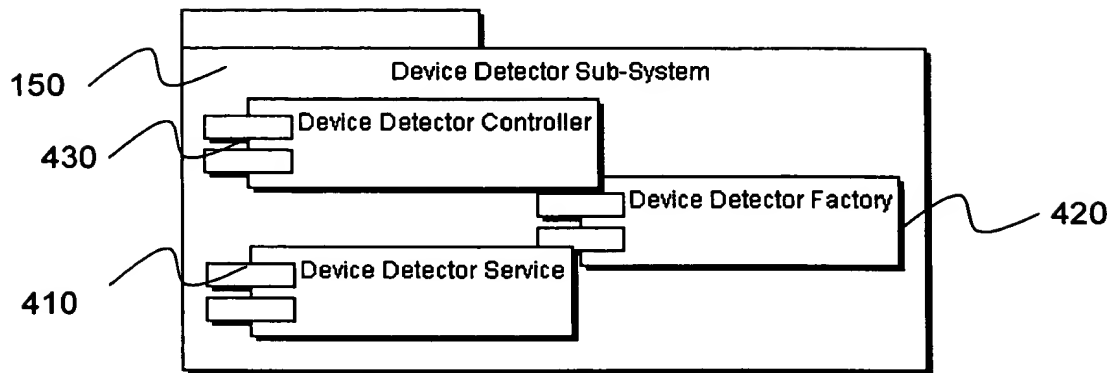 150
Device Detector Sub-System
Device Detector Controller
430
Device Detector Factory
420
Device Detector Service
410